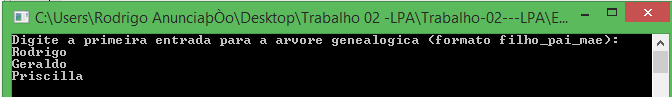 C:\Users\Rodrigo AnunciaþÒo\Desktop\Trabalho 02 -LPA\Trabalho-02---LPA\E...
Digite a primeira entrada para a arvore genealogica (formato filho_pai_mae):
Rodrigo
Geraldo
Priscilla